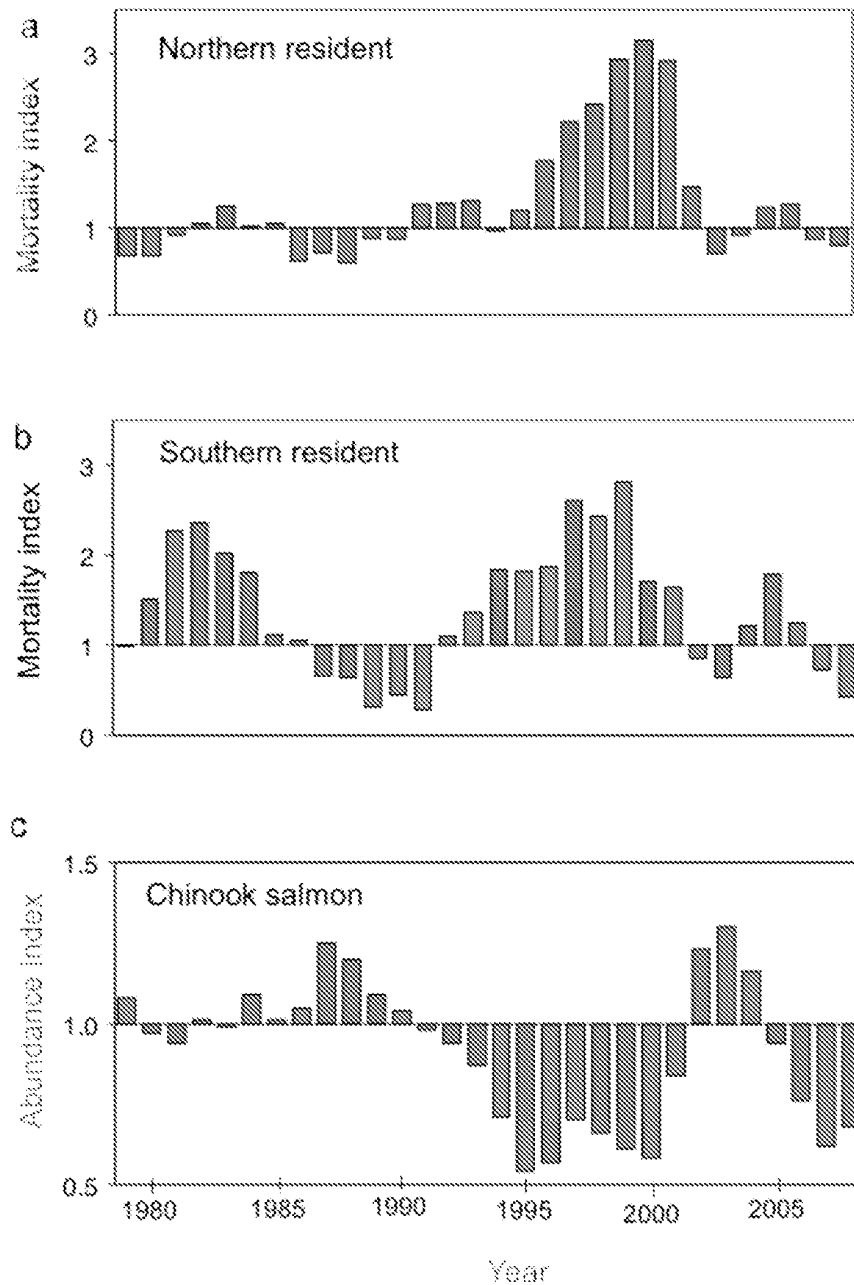 a
Northern resident
Mortality index
3
2
1
0
b
Southern resident
Mortality index
3
2
1
0
c
Chinook salmon
Abundance index
1.5
1.0
0.5
1980 1985 1990 1995 2000 2005
Year